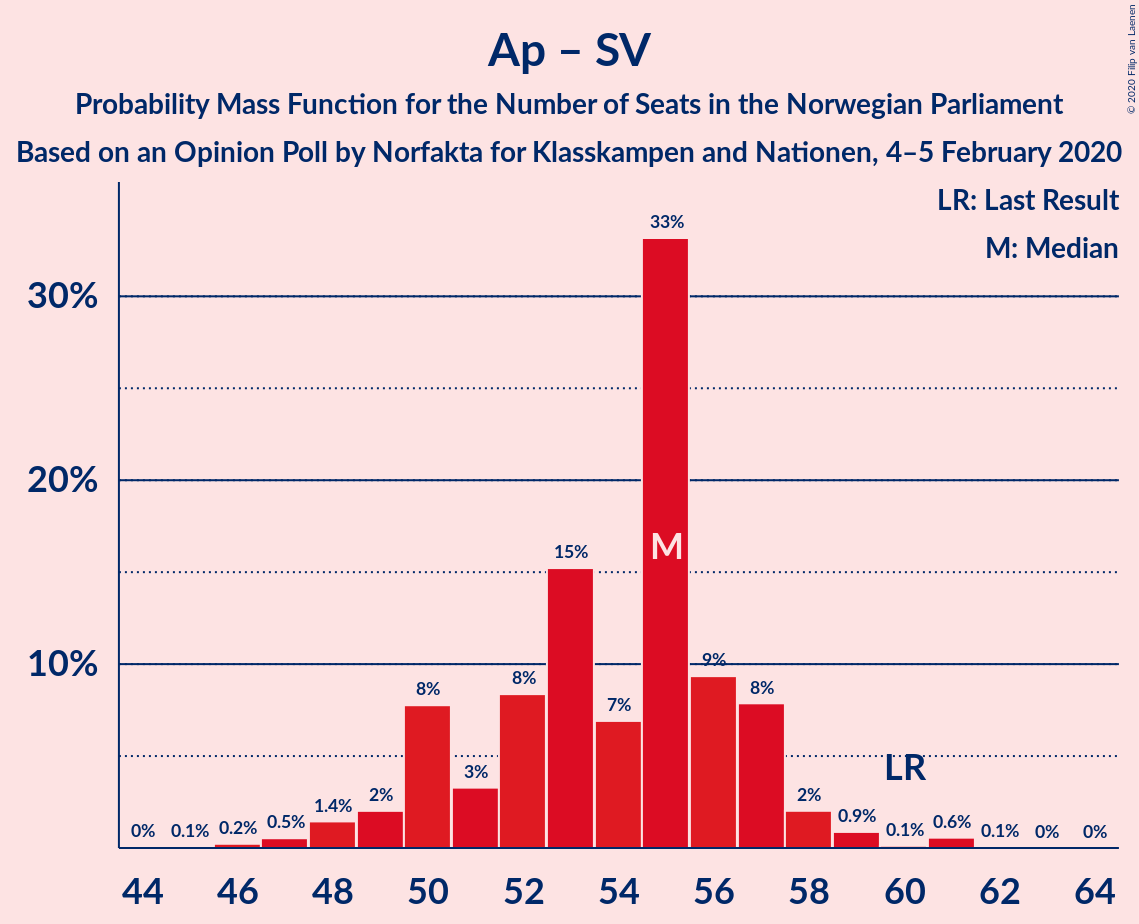 Ap – SV
Probability Mass Function for the Number of Seats in the Norwegian Parliament
Based on an Opinion Poll by Norfakta for Klasskampen and Nationen, 4–5 February 2020
© 2020 Filip van Laenen
LR: Last Result
M: Median
30%
20%
10%
0%
0.1%
0.2%
0.5%
1.4%
2%
8%
3%
8%
15%
7%
33%
9%
8%
2%
0.9%
0.1%
0.6%
0.1%
0%
0%
M
LR
44 46 48 50 52 54 56 58 60 62 64